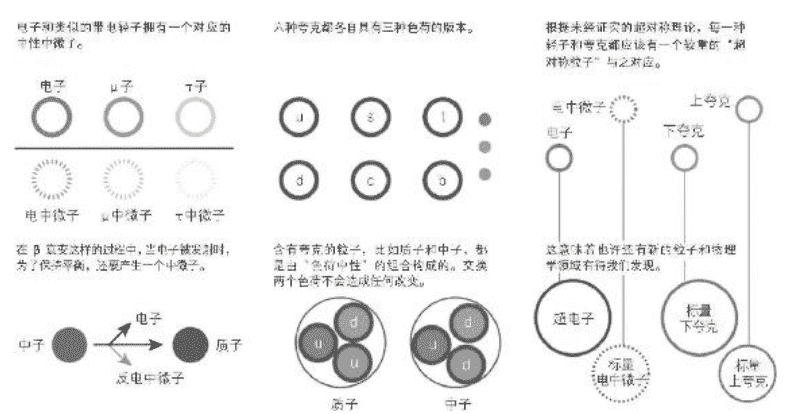 电子和类似的带电轻子拥有一个对应的
中性中微子。
电子
μ子
τ子
电中微子
μ中微子
τ中微子
在 β 衰变这样的过程中，当电子被发射时，
为了保持平衡，还要产生一个中微子。
中子
电子
质子
反电中微子
六种夸克都各自具有三种色荷的版本。
u
s
t
d
c
b
含有夸克的粒子，比如质子和中子，都
是由“色荷中性”的组合构成的。交换
两个色荷不会造成任何改变。
d
u
u
质子
d
u
d
中子
根据未经证实的超对称理论，每一种
轻子和夸克都应该有一个较重的“超
对称粒子”与之对应。
电中微子
上夸克
电子
下夸克
这意味着也许还有新的粒子和物理
学领域有待我们发现。
超电子
标量
下夸克
标量
电中微子
标量
上夸克